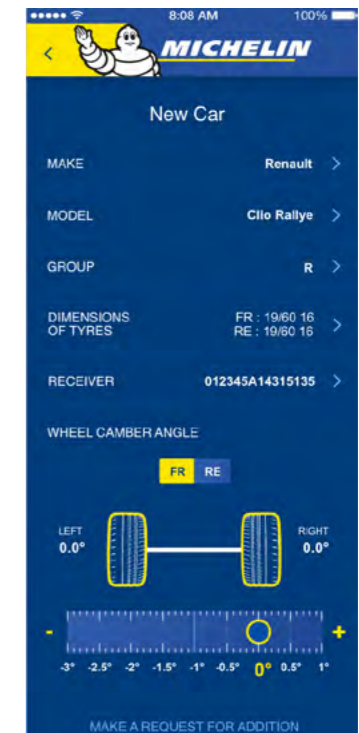 8:08 AM 100%
MICHELIN
New Car
MAKE Renault
MODEL Clio Rallye
GROUP R
DIMENSIONS
OF TYRES
FR : 19/60 16
RE : 19/60 16
RECEIVER 012345A14315135
WHEEL CAMBER ANGLE
FR RE
LEFT
0.0°
RIGHT
0.0°
- +
-3° -2.5° -2° -1.5° -1° -0.5° 0° 0.5° 1°
MAKE A REQUEST FOR ADDITION